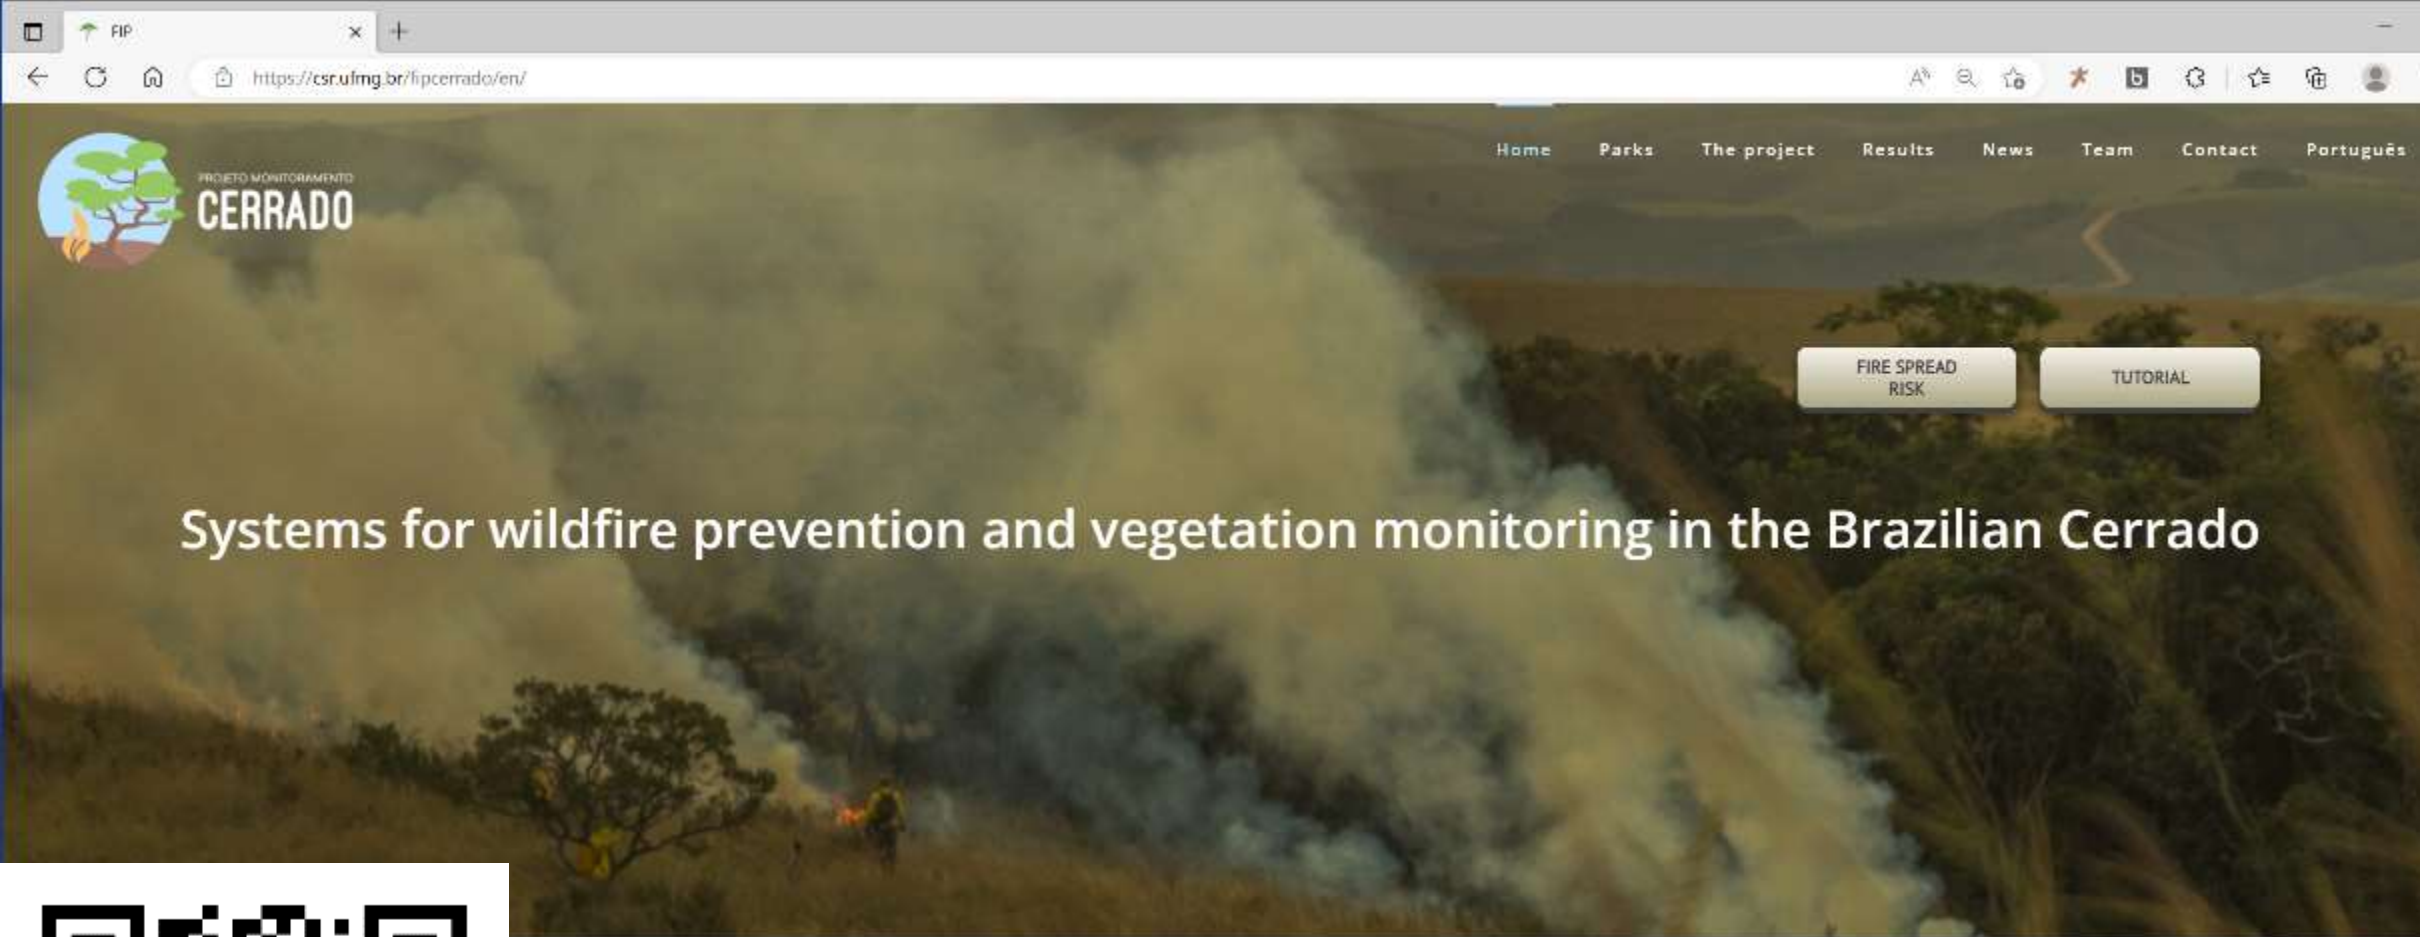 FIP
https://csr.ufmg.br/fipcerrado/en/
Home Parks The project Results News Team Contact Português
PROJETO MONITORAMENTO
CERRADO
FIRE SPREAD
RISK
TUTORIAL
Systems for wildfire prevention and vegetation monitoring in the Brazilian Cerrado